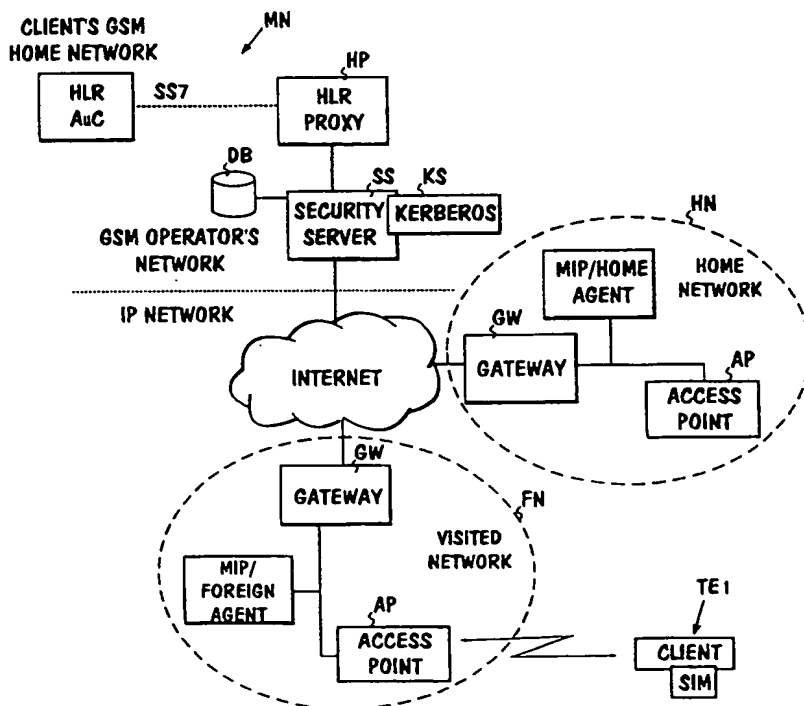 CLIENT'S GSM
HOME NETWORK
MN
HLR
AuC
SS7
HP
HLR
PROXY
DB
SS
KS
SECURITY
SERVER
KERBEROS
GSM OPERATOR'S
NETWORK
IP NETWORK
HN
MIP/HOME
AGENT
HOME
NETWORK
GW
GATEWAY
AP
ACCESS
POINT
INTERNET
GW
GATEWAY
FN
VISITED
NETWORK
MIP/
FOREIGN
AGENT
AP
ACCESS
POINT
TE1
CLIENT
SIM